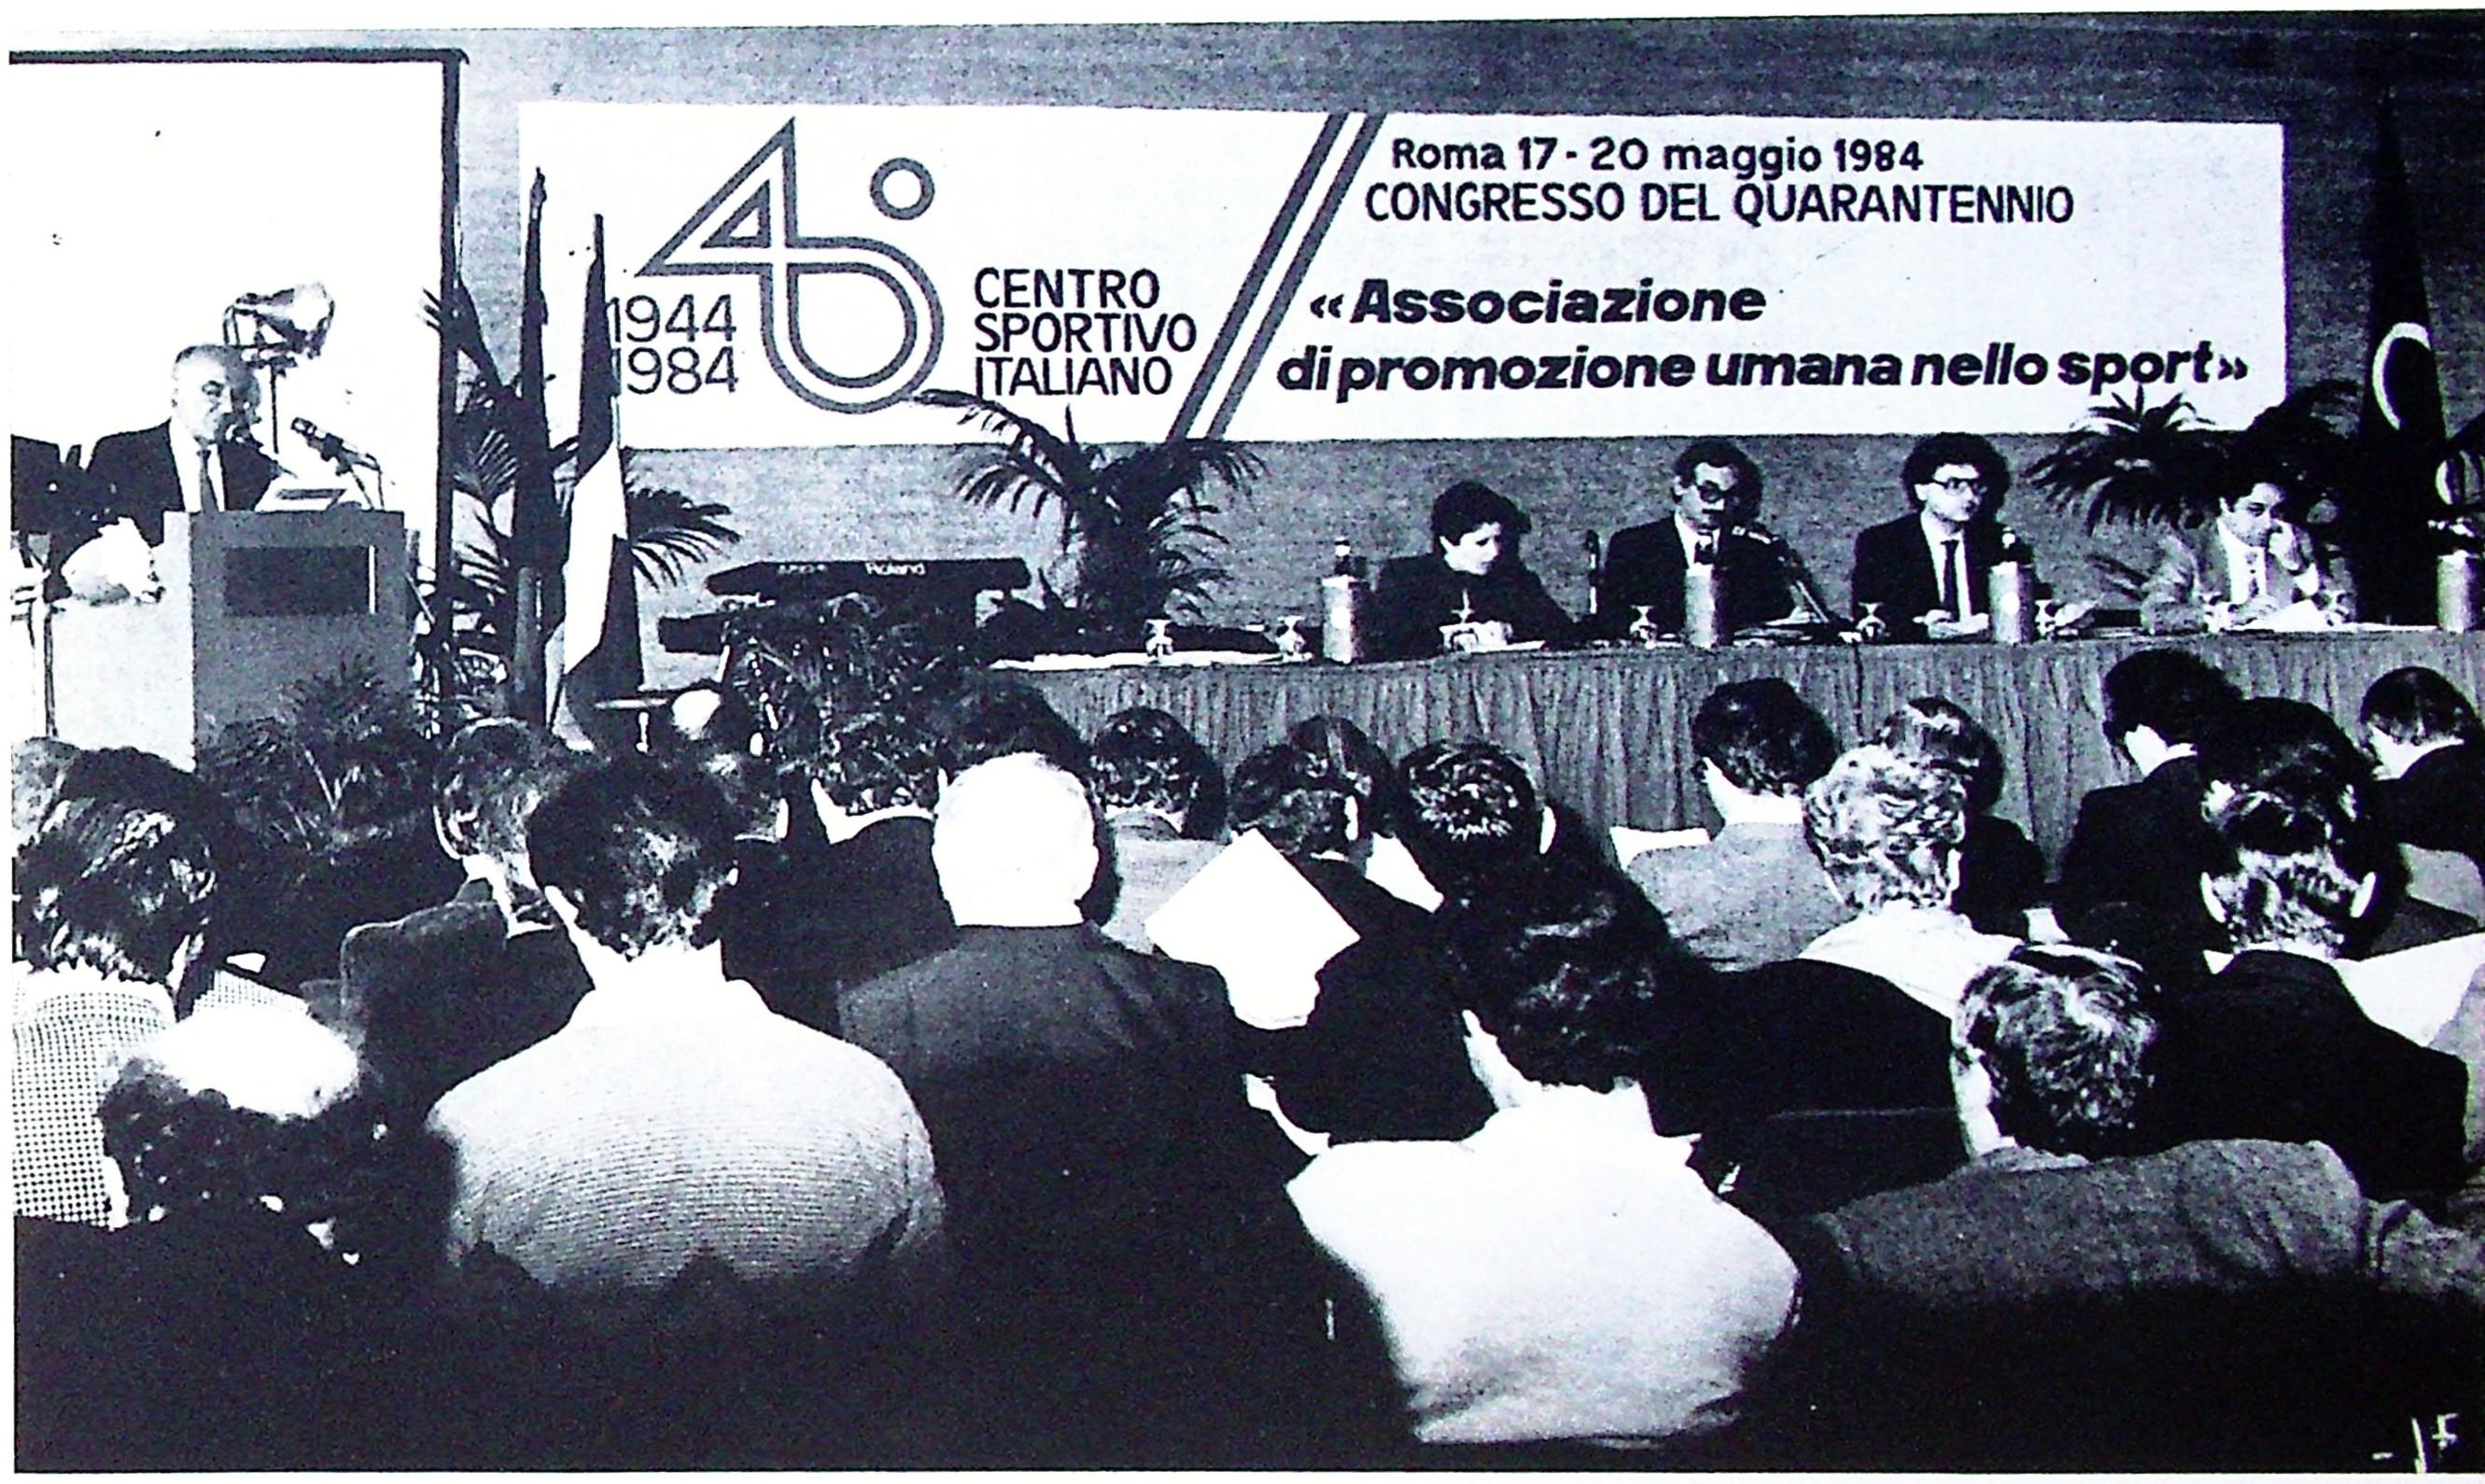 40
1944
1984
CENTRO
SPORTIVO
ITALIANO
Roma 17 - 20 maggio 1984
CONGRESSO DEL QUARANTENNIO
«Associazione
di promozione umana nello sport»
Roland